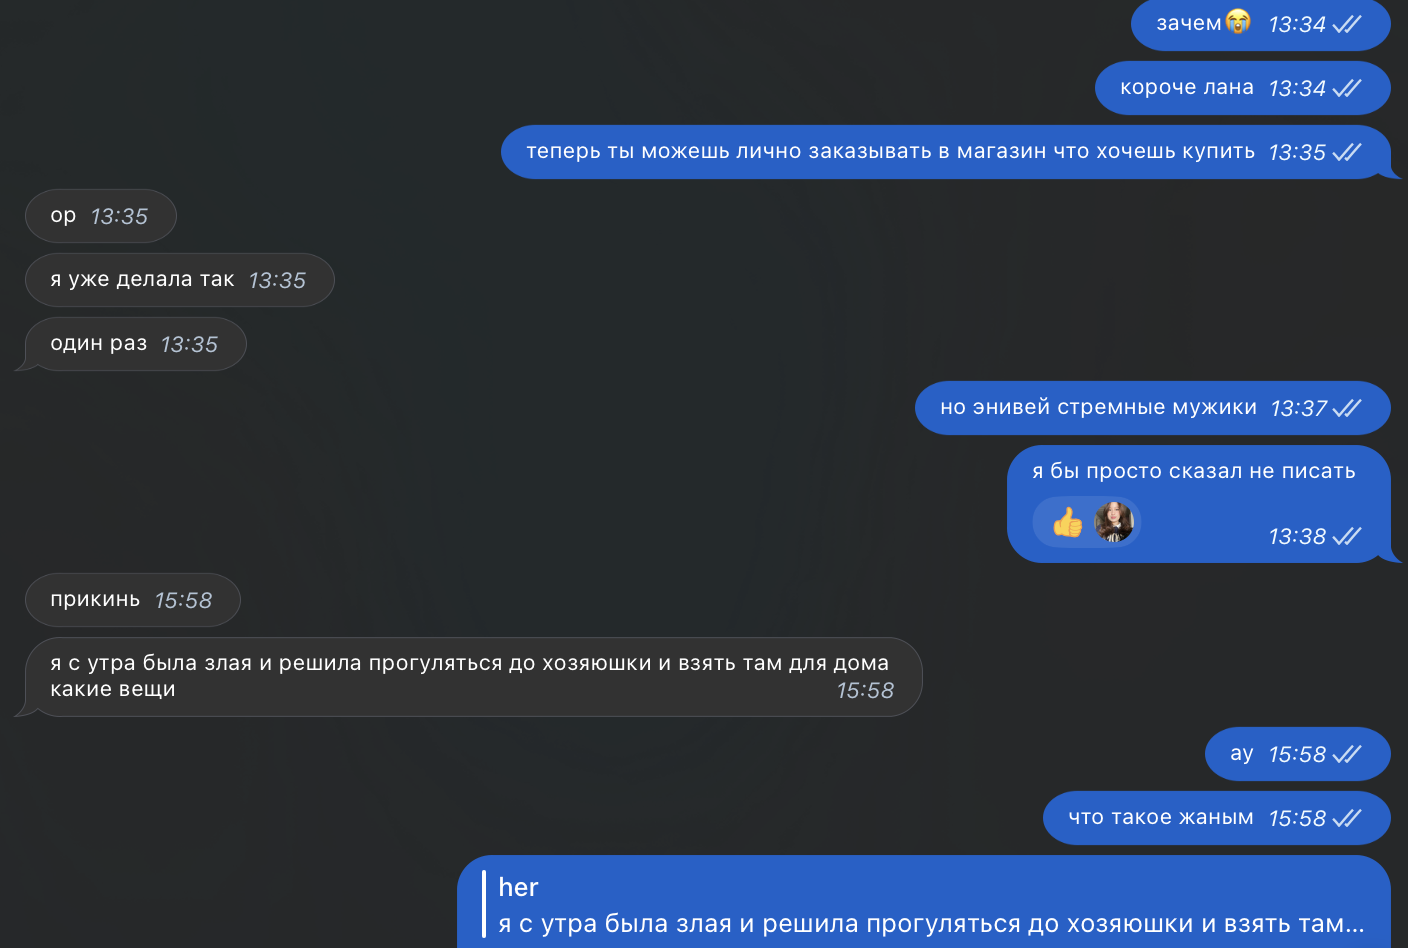 зачем😭 13:34
короче лана 13:34
теперь ты можешь лично заказывать в магазин что хочешь купить 13:35
ор 13:35
я уже делала так 13:35
один раз 13:35
но энивей стремные мужики 13:37
я бы просто сказал не писать
👍 13:38
прикинь 15:58
я с утра была злая и решила прогуляться до хозяюшки и взять там для дома
какие вещи 15:58
ау 15:58
что такое жаным 15:58
her
я с утра была злая и решила прогуляться до хозяюшки и взять там...